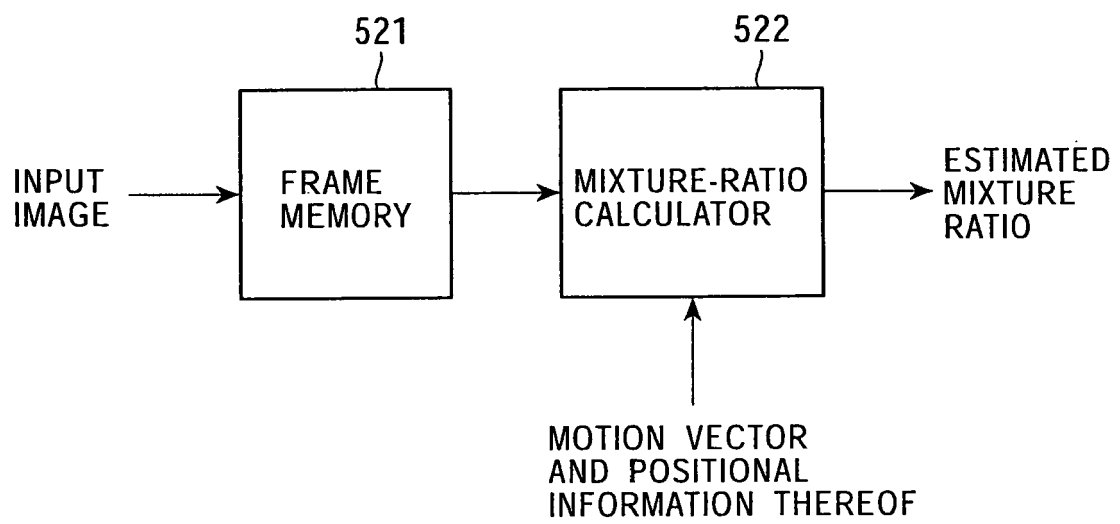 521
522
INPUT
IMAGE
FRAME
MEMORY
MIXTURE-RATIO
CALCULATOR
ESTIMATED
MIXTURE
RATIO
MOTION VECTOR
AND POSITIONAL
INFORMATION THEREOF